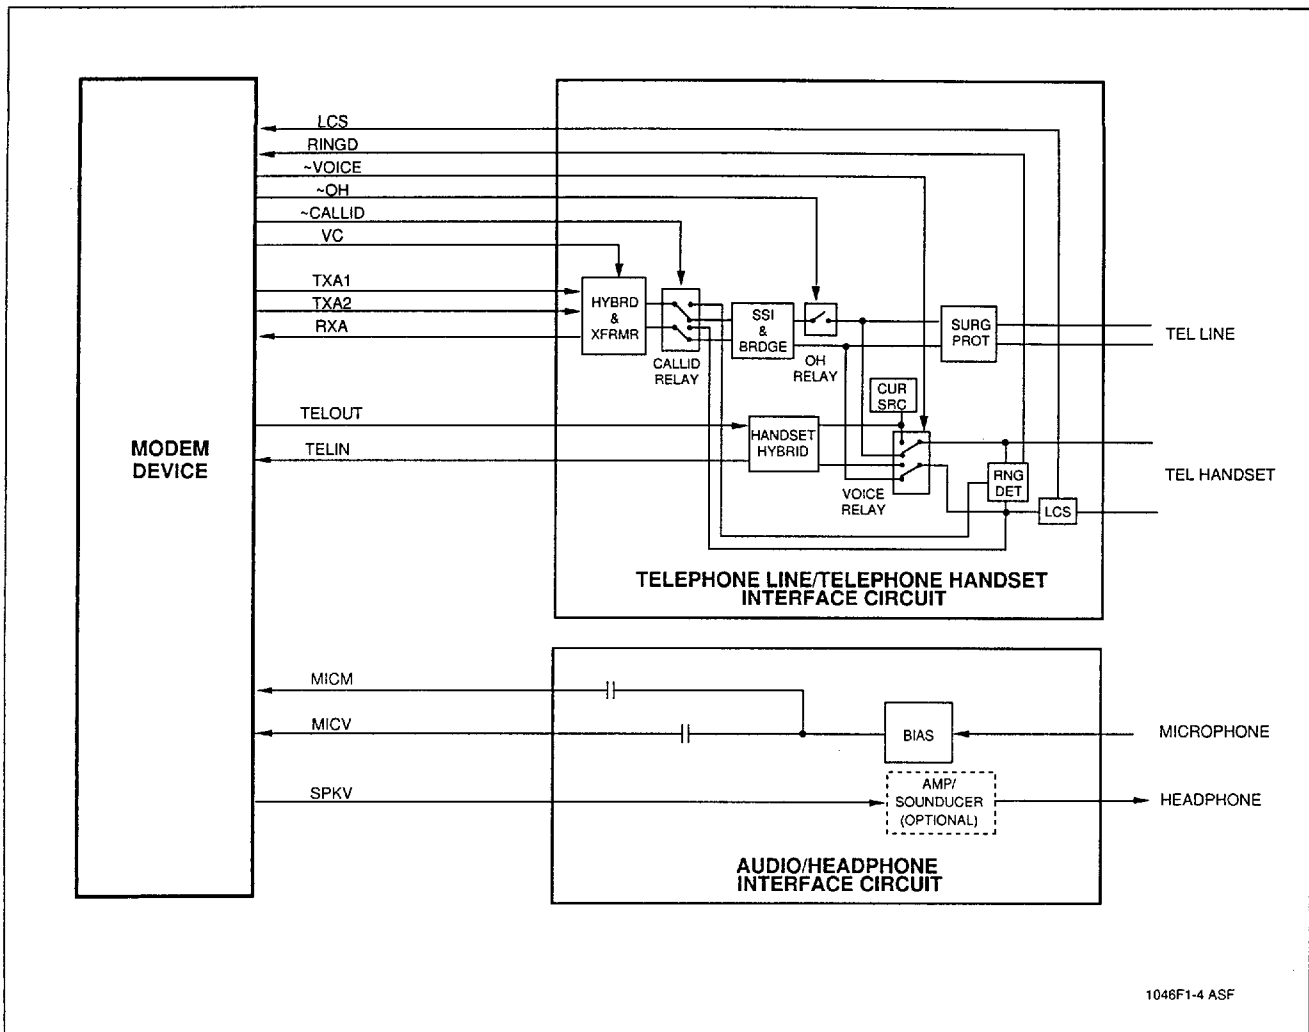 LCS
RINGD
~VOICE
~OH
~CALLID
VC
TXA1
TXA2
RXA
TELOUT
TELIN
MODEM
DEVICE
HYBRD
&
XFRMR
CALLID
RELAY
SSI
&
BRDGE
OH
RELAY
SURG
PROT
TEL LINE
CUR
SRC
HANDSET
HYBRID
VOICE
RELAY
RNG
DET
LCS
TEL HANDSET
TELEPHONE LINE/TELEPHONE HANDSET
INTERFACE CIRCUIT
MICM
MICV
SPKV
BIAS
MICROPHONE
AMP/
SOUNDUCER
(OPTIONAL)
HEADPHONE
AUDIO/HEADPHONE
INTERFACE CIRCUIT
1046F1-4 ASF